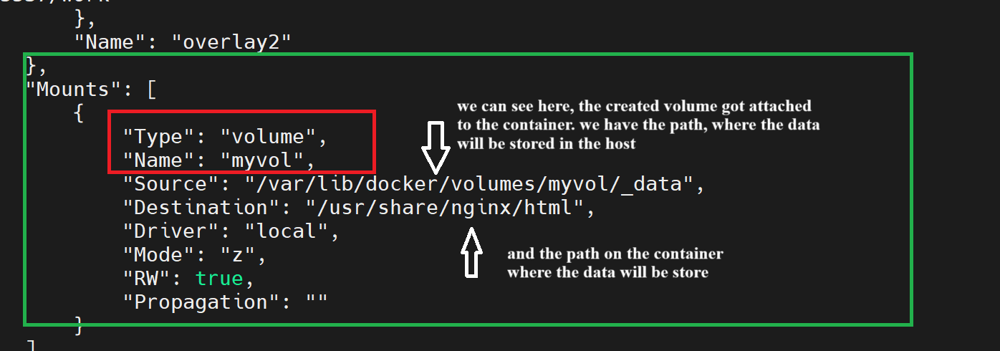 },
"Name": "overlay2"
},
"Mounts": [
{
"Type": "volume",
"Name": "myvol",
"Source": "/var/lib/docker/volumes/myvol/_data",
"Destination": "/usr/share/nginx/html",
"Driver": "local",
"Mode": "z",
"RW": true,
"Propagation": ""
}
]
we can see here, the created volume got attached
to the container. we have the path, where the data
will be stored in the host
and the path on the container
where the data will be store